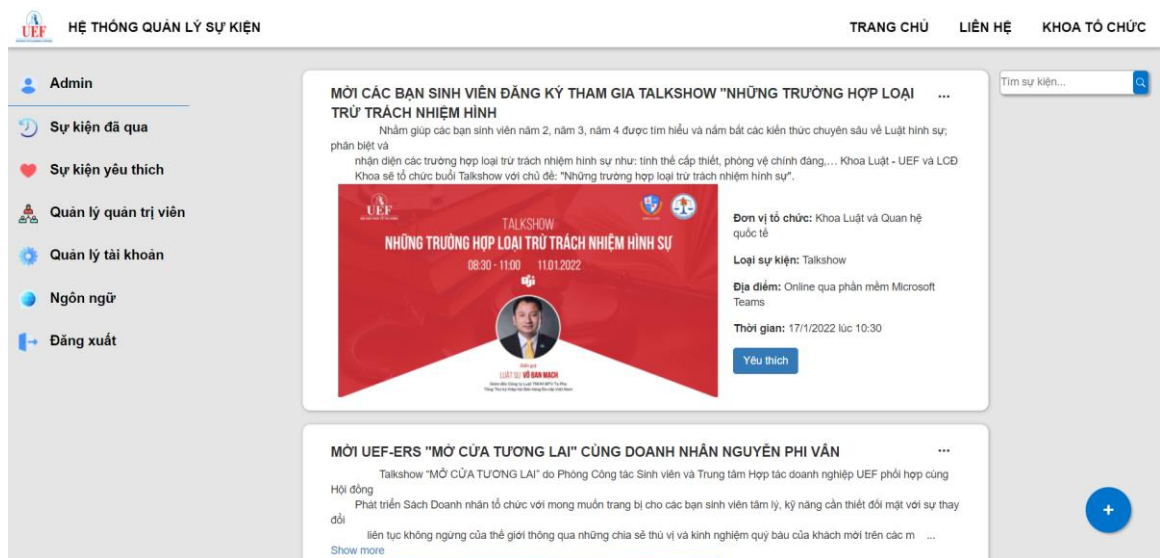 UEF
HỆ THỐNG QUẢN LÝ SỰ KIỆN
TRANG CHỦ
LIÊN HỆ
KHOA TỔ CHỨC
Admin
Sự kiện đã qua
Sự kiện yêu thích
Quản lý quản trị viên
Quản lý tài khoản
Ngôn ngữ
Đăng xuất
Tìm sự kiện...
MỜI CÁC BẠN SINH VIÊN ĐĂNG KÝ THAM GIA TALKSHOW "NHỮNG TRƯỜNG HỢP LOẠI
...
TRỪ TRÁCH NHIỆM HÌNH
Nhằm giúp các bạn sinh viên năm 2, năm 3, năm 4 được tìm hiểu và nắm bắt các kiến thức chuyên sâu về Luật hình sự;
phân biệt và
nhận diện các trường hợp loại trừ trách nhiệm hình sự như: tình thế cấp thiết, phòng vệ chính đáng,... Khoa Luật - UEF và LCĐ
Khoa sẽ tổ chức buổi Talkshow với chủ đề: "Những trường hợp loại trừ trách nhiệm hình sự".
UEF
TALKSHOW
NHỮNG TRƯỜNG HỢP LOẠI TRỪ TRÁCH NHIỆM HÌNH SỰ
08:30 - 11:00 11.01.2022
Diễn giả
LUẬT SƯ VÕ ĐAN MẠCH
Đơn vị tổ chức: Khoa Luật và Quan hệ
quốc tế
Loại sự kiện: Talkshow
Địa điểm: Online qua phần mềm Microsoft
Teams
Thời gian: 17/1/2022 lúc 10:30
Yêu thích
MỜI UEF-ERS "MỞ CỬA TƯƠNG LAI" CÙNG DOANH NHÂN NGUYỄN PHI VÂN
...
Talkshow “MỞ CỬA TƯƠNG LAI” do Phòng Công tác Sinh viên và Trung tâm Hợp tác doanh nghiệp UEF phối hợp cùng
Hội đồng
Phát triển Sách Doanh nhân tổ chức với mong muốn trang bị cho các bạn sinh viên tâm lý, kỹ năng cần thiết đối mặt với sự thay
đổi
liên tục không ngừng của thế giới thông qua những chia sẻ thú vị và kinh nghiệm quý báu của khách mời trên các m ...
Show more
+